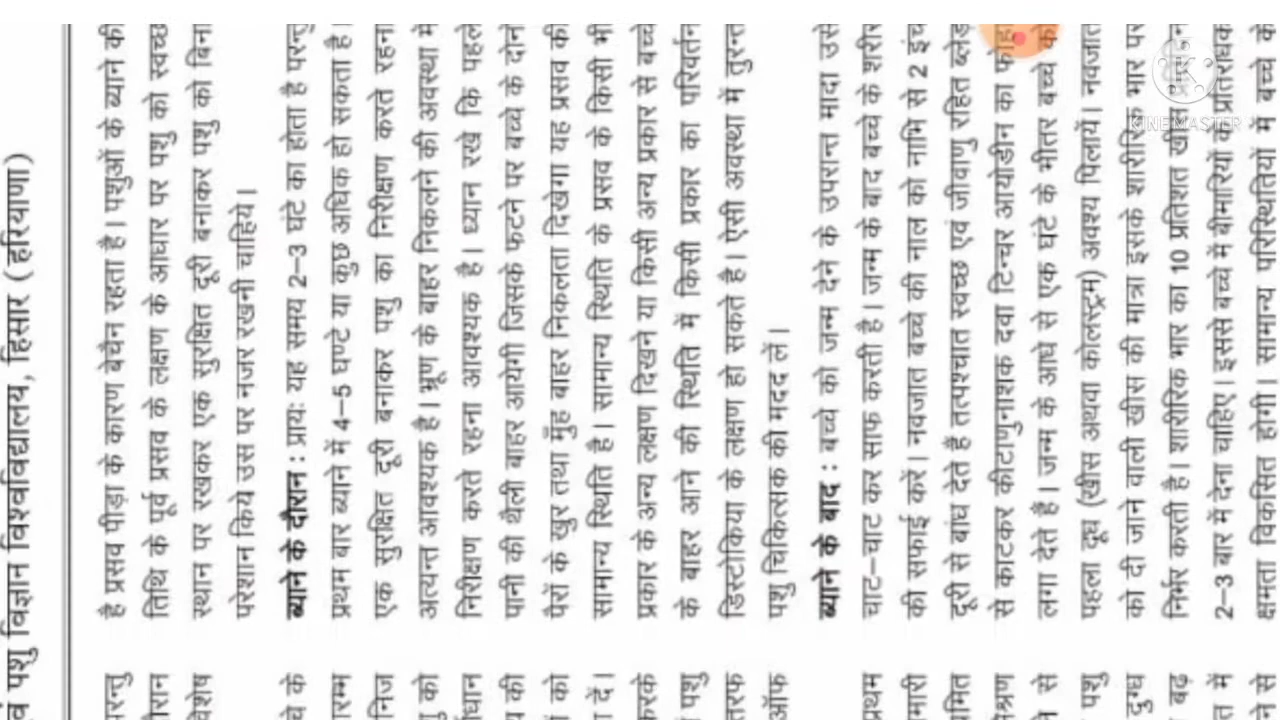 पशु विज्ञान विश्वविद्यालय, हिसार (हरियाणा)
है प्रसव पीड़ा के कारण बेचैन रहता है। पशुओं के ब्याने की
तिथि के पूर्व प्रसव के लक्षण के आधार पर पशु को स्वच्छ
स्थान पर रखकर एक सुरक्षित दूरी बनाकर पशु को बिना
परेशान किये उस पर नजर रखनी चाहिये।
ब्याने के दौरान : प्रायः यह समय 2–3 घंटे का होता है परन्तु
प्रथम बार ब्याने में 4–5 घण्टे या कुछ अधिक हो सकता है।
एक सुरक्षित दूरी बनाकर पशु का निरीक्षण करते रहना
अत्यन्त आवश्यक है। भ्रूण के बाहर निकलने की अवस्था में
निरीक्षण करते रहना आवश्यक है। ध्यान रखे कि पहले
पानी की थैली बाहर आयेगी जिसके फटने पर बच्चे के दोनों
पैरों के खुर तथा मुँह बाहर निकलता दिखेगा यह प्रसव की
सामान्य स्थिति है। सामान्य स्थिति के प्रसव के किसी भी
प्रकार के अन्य लक्षण दिखने या किसी अन्य प्रकार से बच्चे
के बाहर आने की स्थिति में किसी प्रकार का परिवर्तन
डिस्टोकिया के लक्षण हो सकते है। ऐसी अवस्था में तुरन्त
पशु चिकित्सक की मदद लें।
ब्याने के बाद : बच्चे को जन्म देने के उपरान्त मादा उसे
चाट–चाट कर साफ करती है। जन्म के बाद बच्चे के शरीर
की सफाई करें। नवजात बच्चे की नाल को नाभि से 2 इंच
दूरी से बांध देते हैं तत्पश्चात स्वच्छ एवं जीवाणु रहित ब्लेड
से काटकर कीटाणुनाशक दवा टिन्चर आयोडीन का फोहा
लगा देते है। जन्म के आधे से एक घंटे के भीतर बच्चे को
पहला दूध (खीस अथवा कोलस्ट्रम) अवश्य पिलायें। नवजात
को दी जाने वाली खीस की मात्रा इसके शारीरिक भार पर
निर्भर करती है। शारीरिक भार का 10 प्रतिशत खीस
2–3 बार में देना चाहिए। इससे बच्चे में बीमारियों की प्रतिरोधक
क्षमता विकसित होगी। सामान्य परिस्थितियों में बच्चे के
KINEMASTER